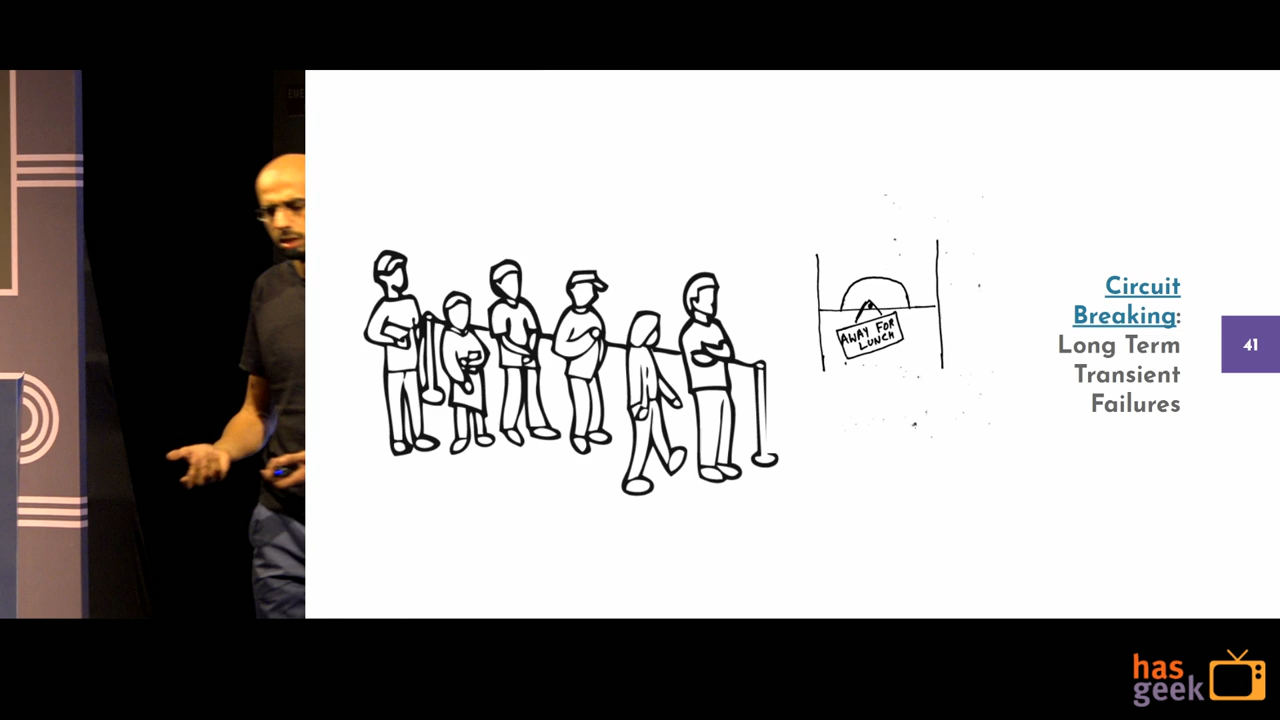 AWAY FOR
LUNCH
Circuit
Breaking:
Long Term
Transient
Failures
41
has
geek